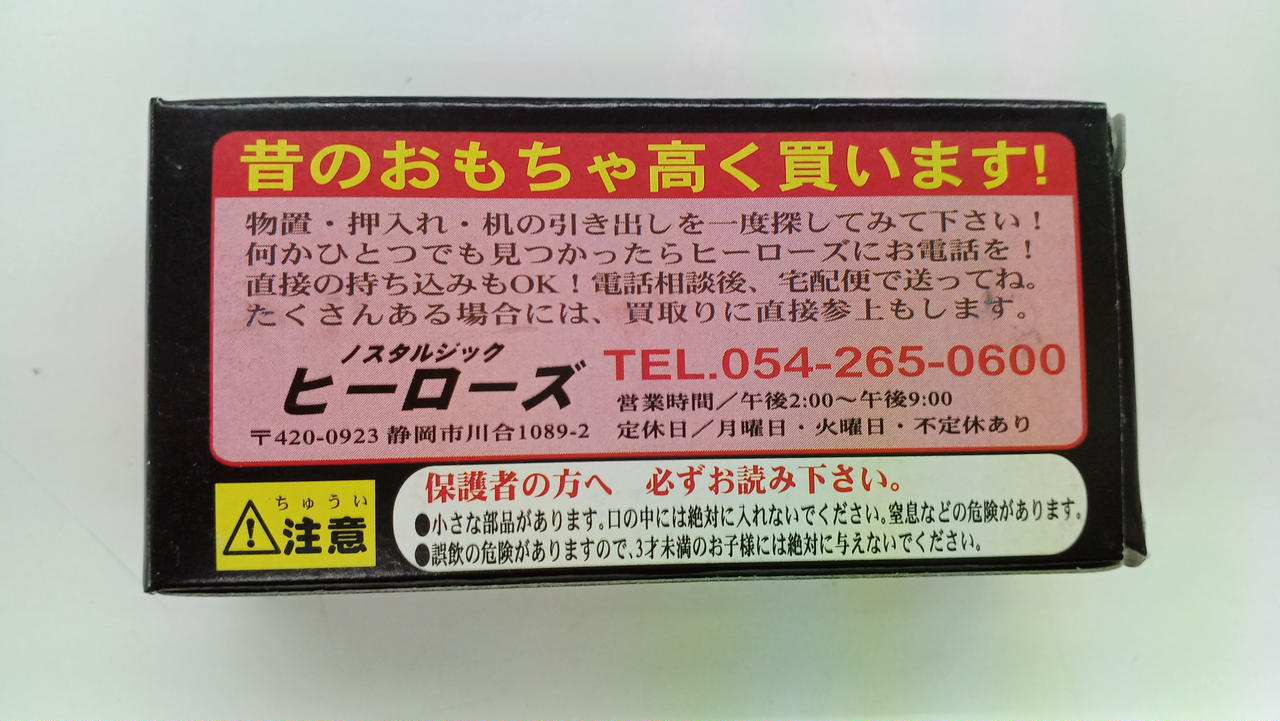 昔のおもちゃ高く買います!
物置・押入れ・机の引き出しを一度探してみて下さい！
何かひとつでも見つかったらヒーローズにお電話を！
直接の持ち込みもOK！電話相談後、宅配便で送ってね。
たくさんある場合には、買取りに直接参上もします。
ノスタルジック
ヒーローズ
TEL.054-265-0600
営業時間／午後2:00〜午後9:00
〒420-0923 静岡市川合1089-2
定休日／月曜日・火曜日・不定休あり
ちゅうい
注意
保護者の方へ 必ずお読み下さい。
●小さな部品があります。口の中には絶対に入れないでください。窒息などの危険があります。
●誤飲の危険がありますので、3才未満のお子様には絶対に与えないでください。